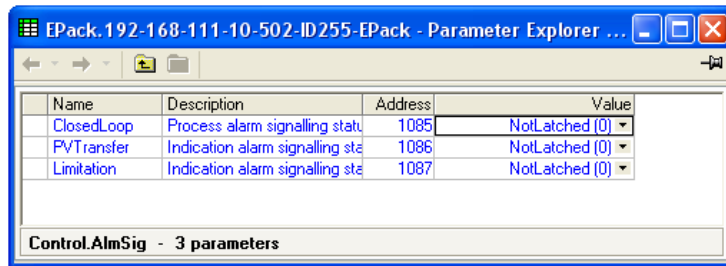 EPack.192-168-111-10-502-ID255-EPack - Parameter Explorer ...
Name Description Address Value
ClosedLoop Process alarm signalling statu 1085 NotLatched (0)
PVTransfer Indication alarm signalling sta 1086 NotLatched (0)
Limitation Indication alarm signalling sta 1087 NotLatched (0)
Control.AlmSig - 3 parameters